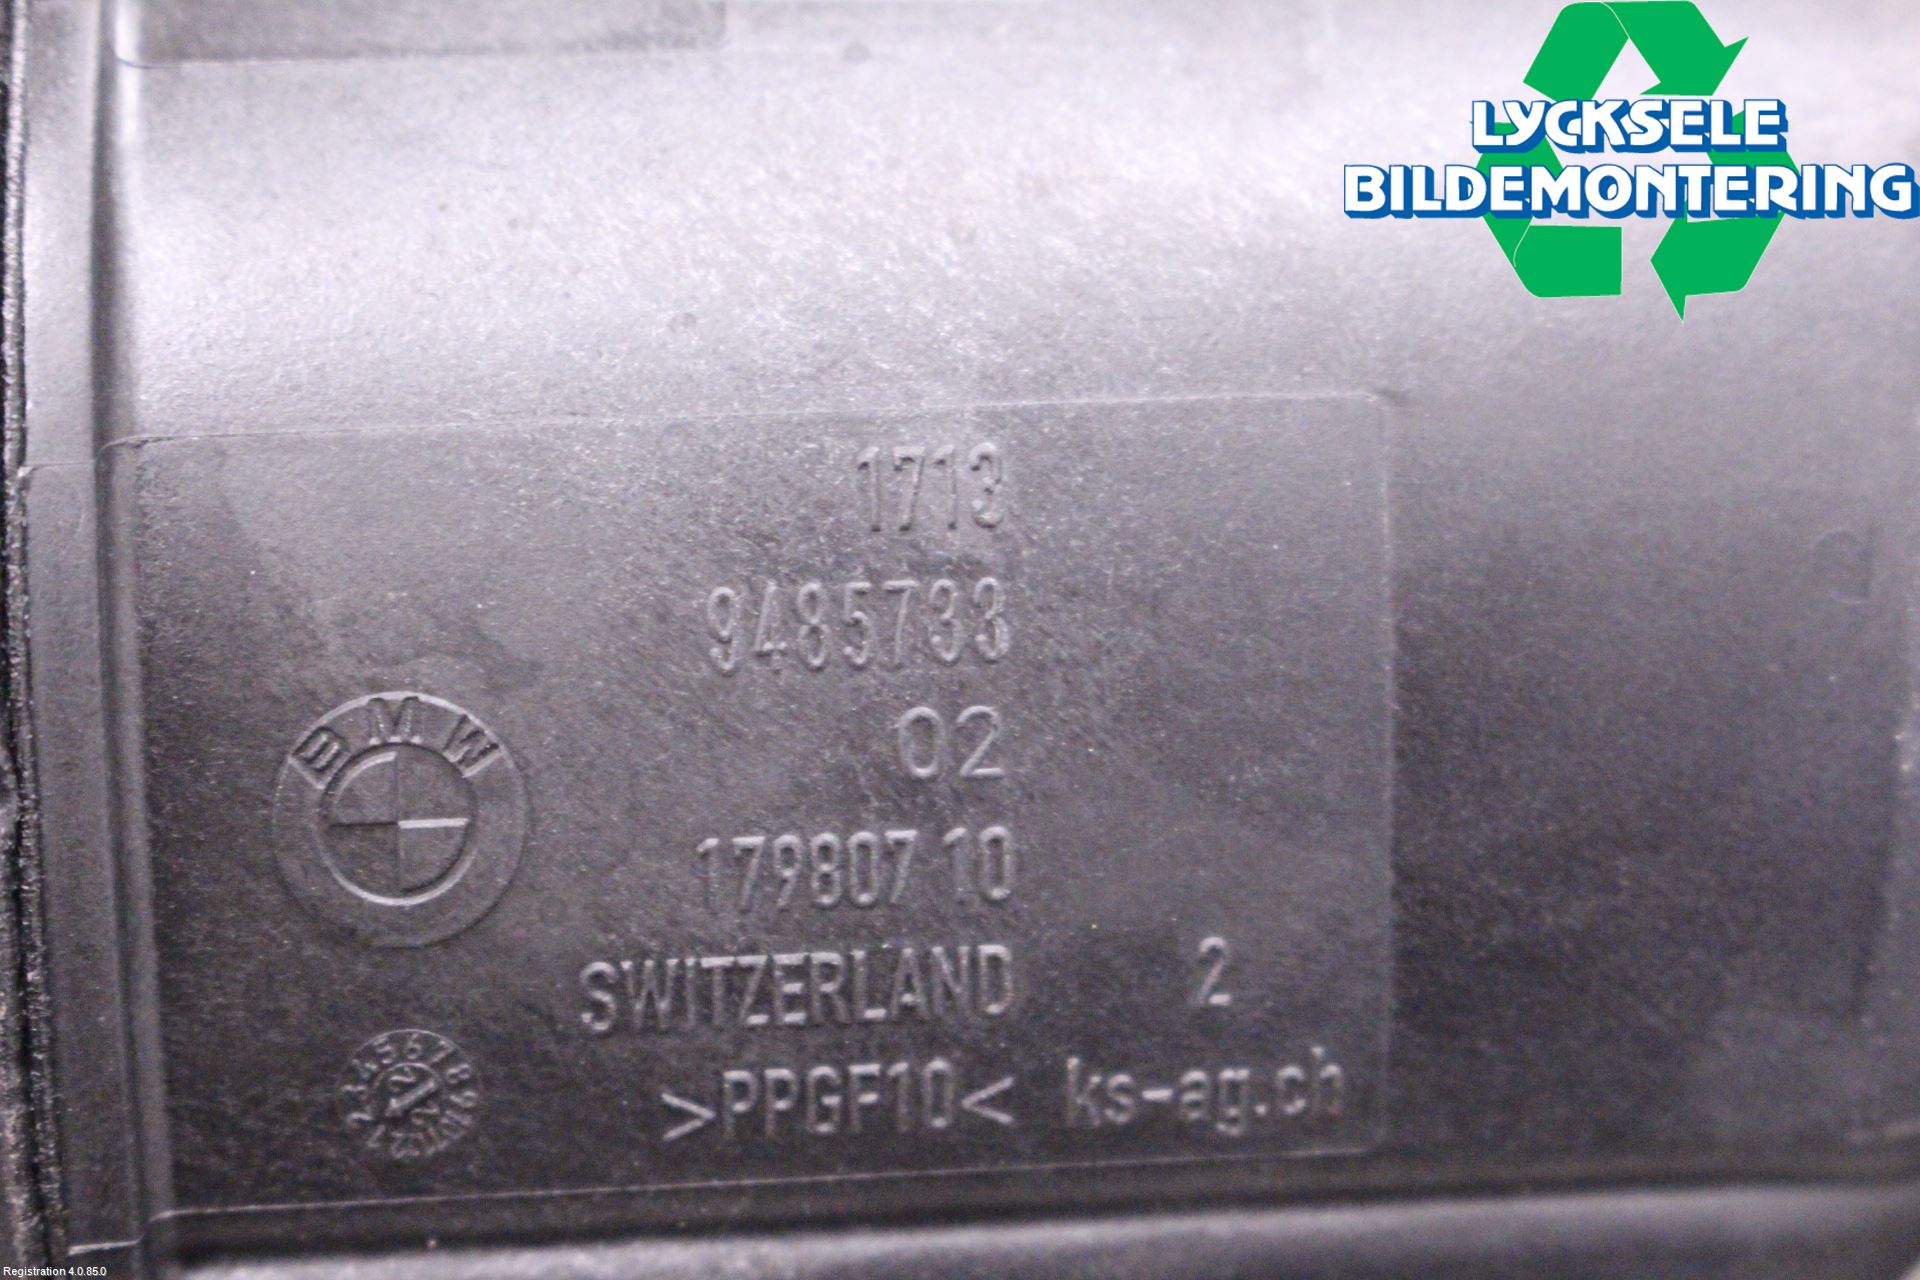 LYCKSELE
BILDEMONTERING
1713
9485733
02
179807 10
BMW
SWITZERLAND 2
>PPGF10< ks-ag.ch
Registration 4.0.85.0